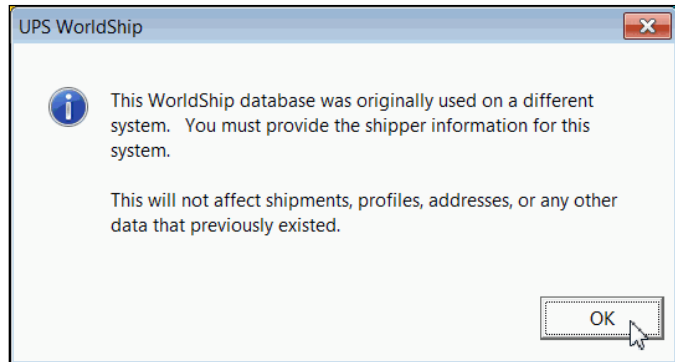 UPS WorldShip
This WorldShip database was originally used on a different
system.   You must provide the shipper information for this
system.
This will not affect shipments, profiles, addresses, or any other
data that previously existed.
OK